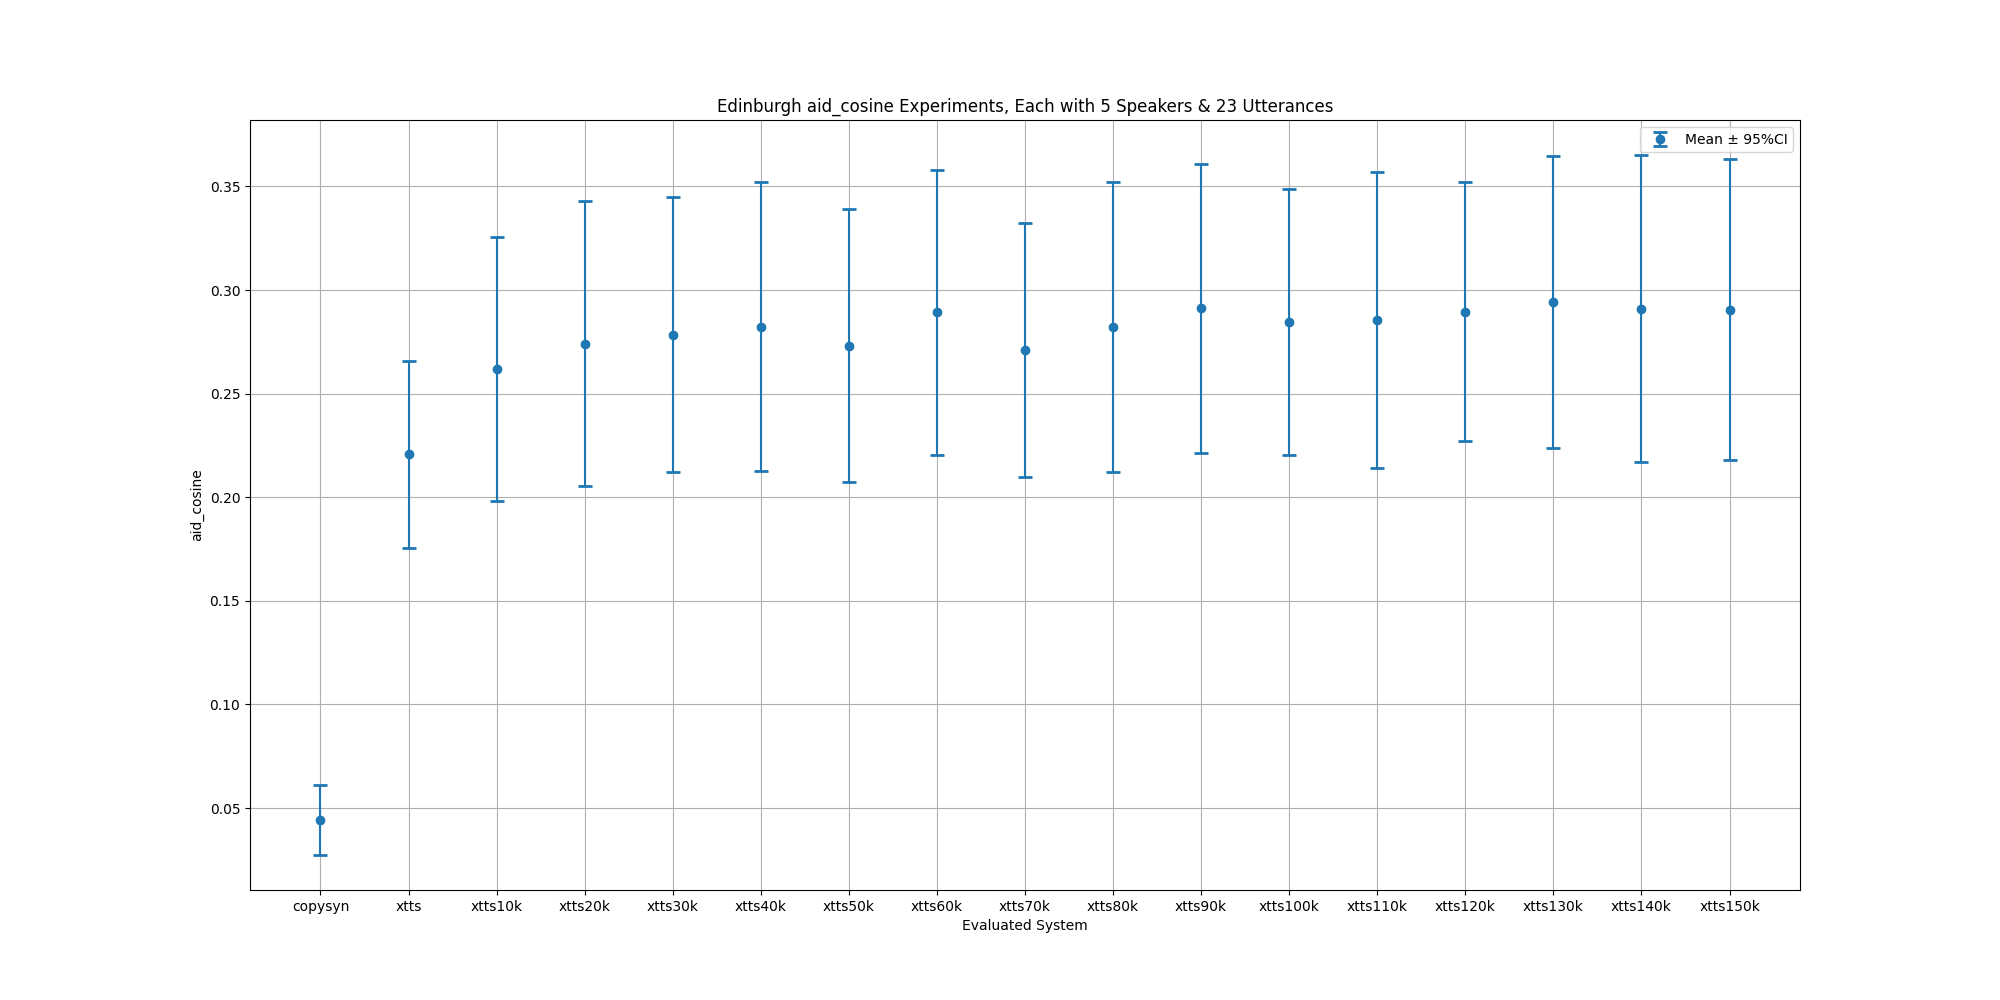 Edinburgh aid_cosine Experiments, Each with 5 Speakers & 23 Utterances
Mean ± 95%CI
0.35
0.30
0.25
0.20
0.15
0.10
0.05
aid_cosine
copysyn xtts xtts10k xtts20k xtts30k xtts40k xtts50k xtts60k xtts70k xtts80k xtts90k xtts100k xtts110k xtts120k xtts130k xtts140k xtts150k
Evaluated System